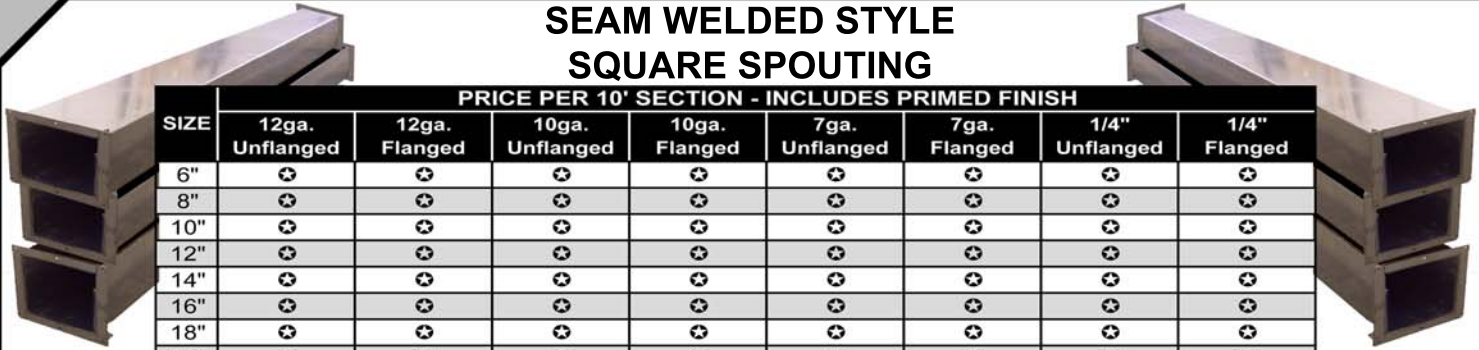 SEAM WELDED STYLE
SQUARE SPOUTING
PRICE PER 10' SECTION - INCLUDES PRIMED FINISH
SIZE 12ga. Unflanged 12ga. Flanged 10ga. Unflanged 10ga. Flanged 7ga. Unflanged 7ga. Flanged 1/4" Unflanged 1/4" Flanged
6" ✪ ✪ ✪ ✪ ✪ ✪ ✪ ✪
8" ✪ ✪ ✪ ✪ ✪ ✪ ✪ ✪
10" ✪ ✪ ✪ ✪ ✪ ✪ ✪ ✪
12" ✪ ✪ ✪ ✪ ✪ ✪ ✪ ✪
14" ✪ ✪ ✪ ✪ ✪ ✪ ✪ ✪
16" ✪ ✪ ✪ ✪ ✪ ✪ ✪ ✪
18" ✪ ✪ ✪ ✪ ✪ ✪ ✪ ✪